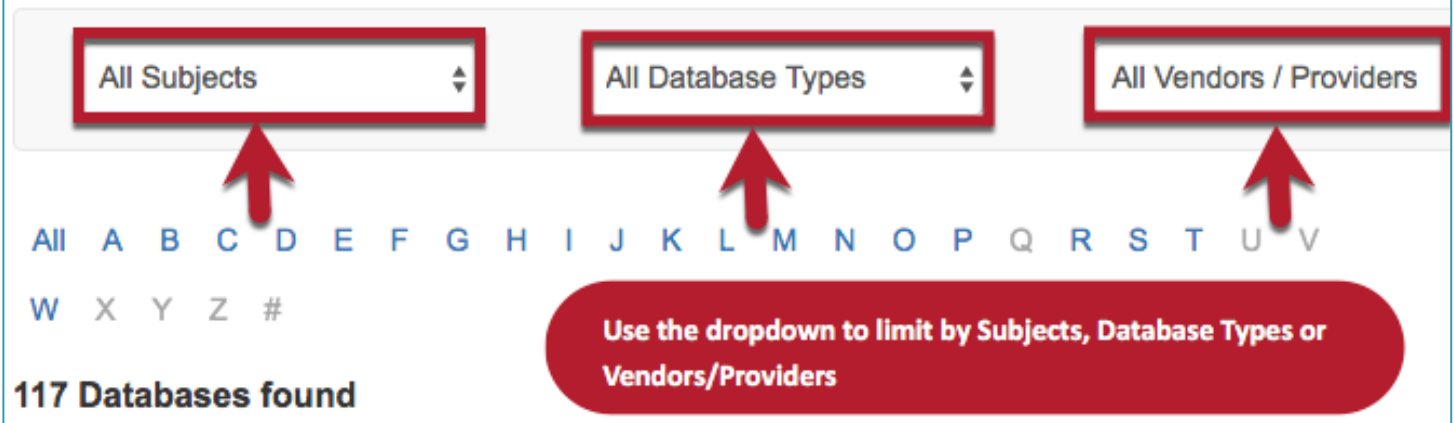 All Subjects All Database Types All Vendors / Providers
All A B C D E F G H I J K L M N O P Q R S T U V
W X Y Z #
Use the dropdown to limit by Subjects, Database Types or
Vendors/Providers
117 Databases found